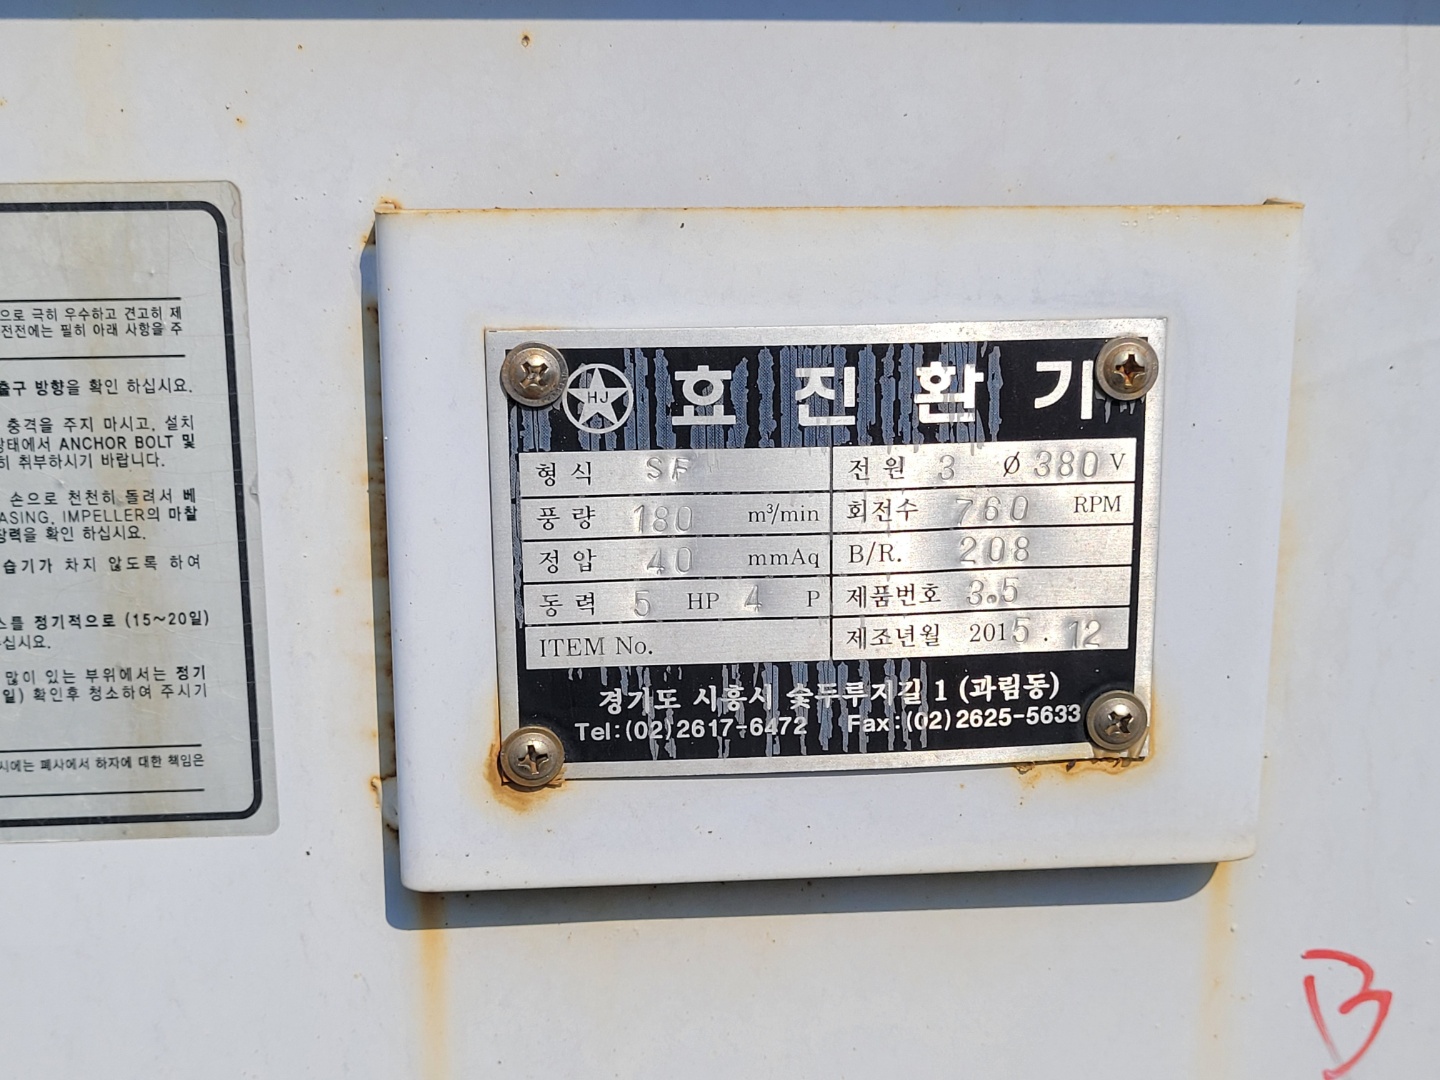 으로 극히 우수하고 견고히 제
전전에는 필히 아래 사항을 주
출구 방향을 확인 하십시요.
충격을 주지 마시고, 설치
상태에서 ANCHOR BOLT 및
히 취부하시기 바랍니다.
손으로 천천히 돌려서 베
ASING, IMPELLER의 마찰
장력을 확인 하십시요.
습기가 차지 않도록 하여
스를 정기적으로 (15~20일)
십시요.
많이 있는 부위에서는 정기
일) 확인후 청소하여 주시기
시에는 폐사에서 하자에 대한 책임은
HJ 효진환기
형식 SF 전원 3 Ø 380 V
풍량 180 m³/min 회전수 760 RPM
정압 40 mmAq B/R. 208
동력 5 HP 4 P 제품번호 3.5
ITEM No. 제조년월 2015. 12
경기도 시흥시 숯두루지길 1 (과림동)
Tel:(02)2617-6472 Fax:(02)2625-5633
B